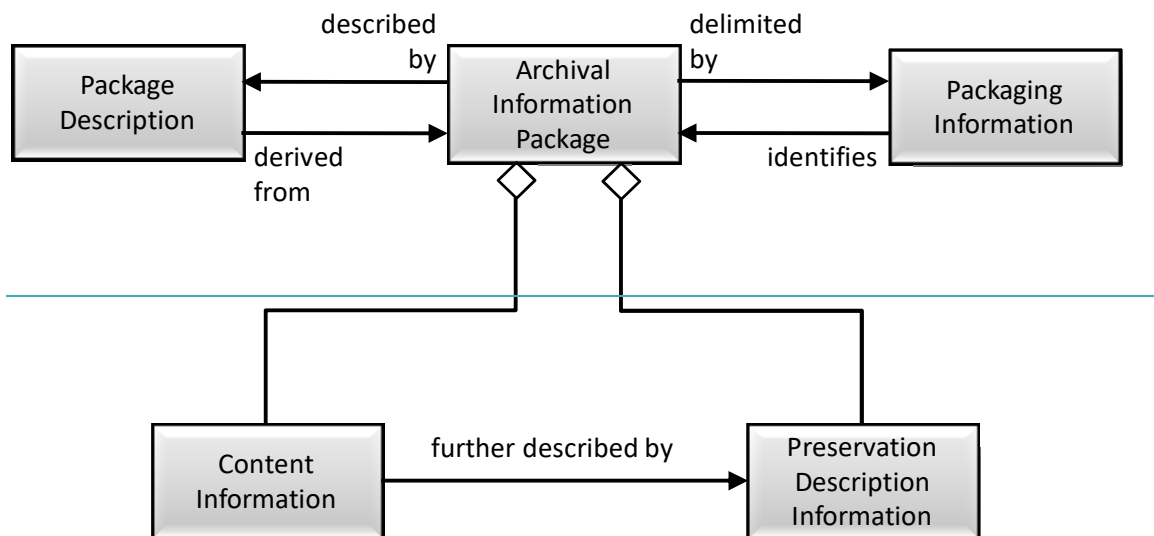 described
by
delimited
by
Package
Description
Archival
Information
Package
Packaging
Information
derived
from
identifies
further described by
Content
Information
Preservation
Description
Information